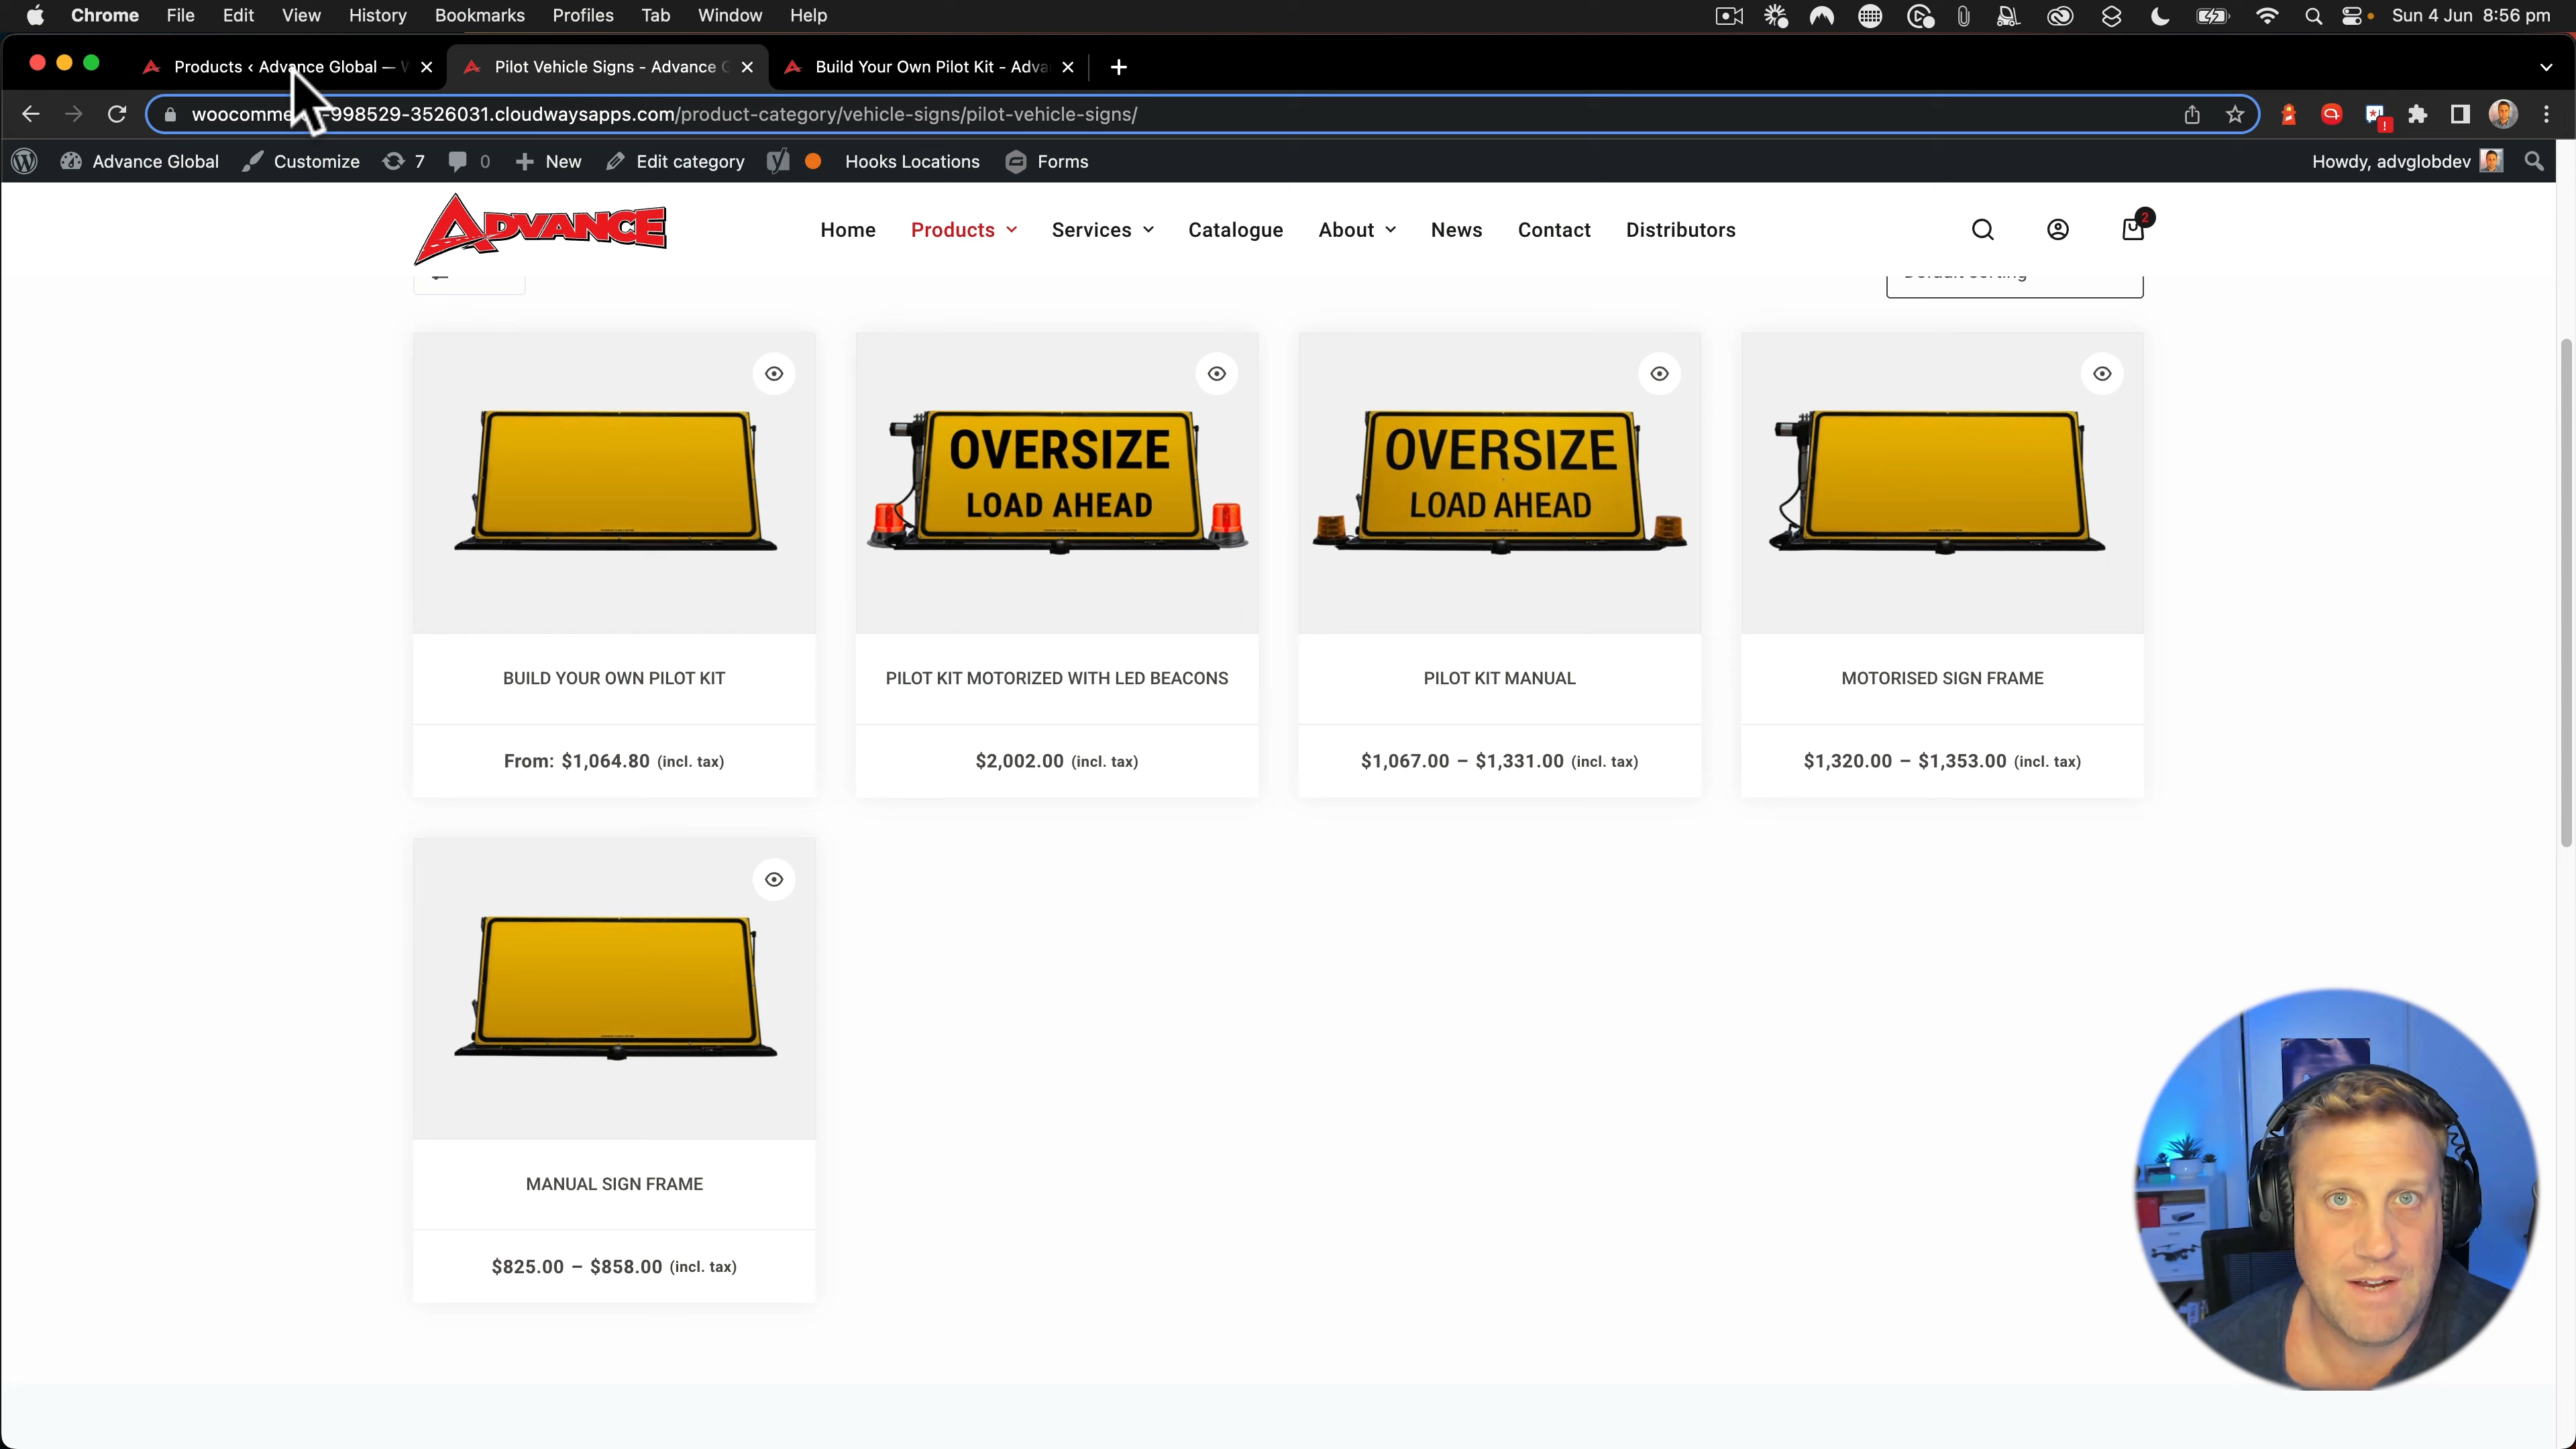 Chrome File Edit View History Bookmarks Profiles Tab Window Help Sun 4 Jun 8:56 pm
Products ‹ Advance Global — W Pilot Vehicle Signs - Advance G Build Your Own Pilot Kit - Adva
woocomme -998529-3526031.cloudwaysapps.com/product-category/vehicle-signs/pilot-vehicle-signs/
Advance Global Customize 7 0 New Edit category Hooks Locations Forms Howdy, advglobdev
ADVANCE Home Products Services Catalogue About News Contact Distributors 2
Default sorting
OVERSIZE
LOAD AHEAD
OVERSIZE
LOAD AHEAD
BUILD YOUR OWN PILOT KIT PILOT KIT MOTORIZED WITH LED BEACONS PILOT KIT MANUAL MOTORISED SIGN FRAME
From: $1,064.80 (incl. tax) $2,002.00 (incl. tax) $1,067.00 – $1,331.00 (incl. tax) $1,320.00 – $1,353.00 (incl. tax)
MANUAL SIGN FRAME
$825.00 – $858.00 (incl. tax)